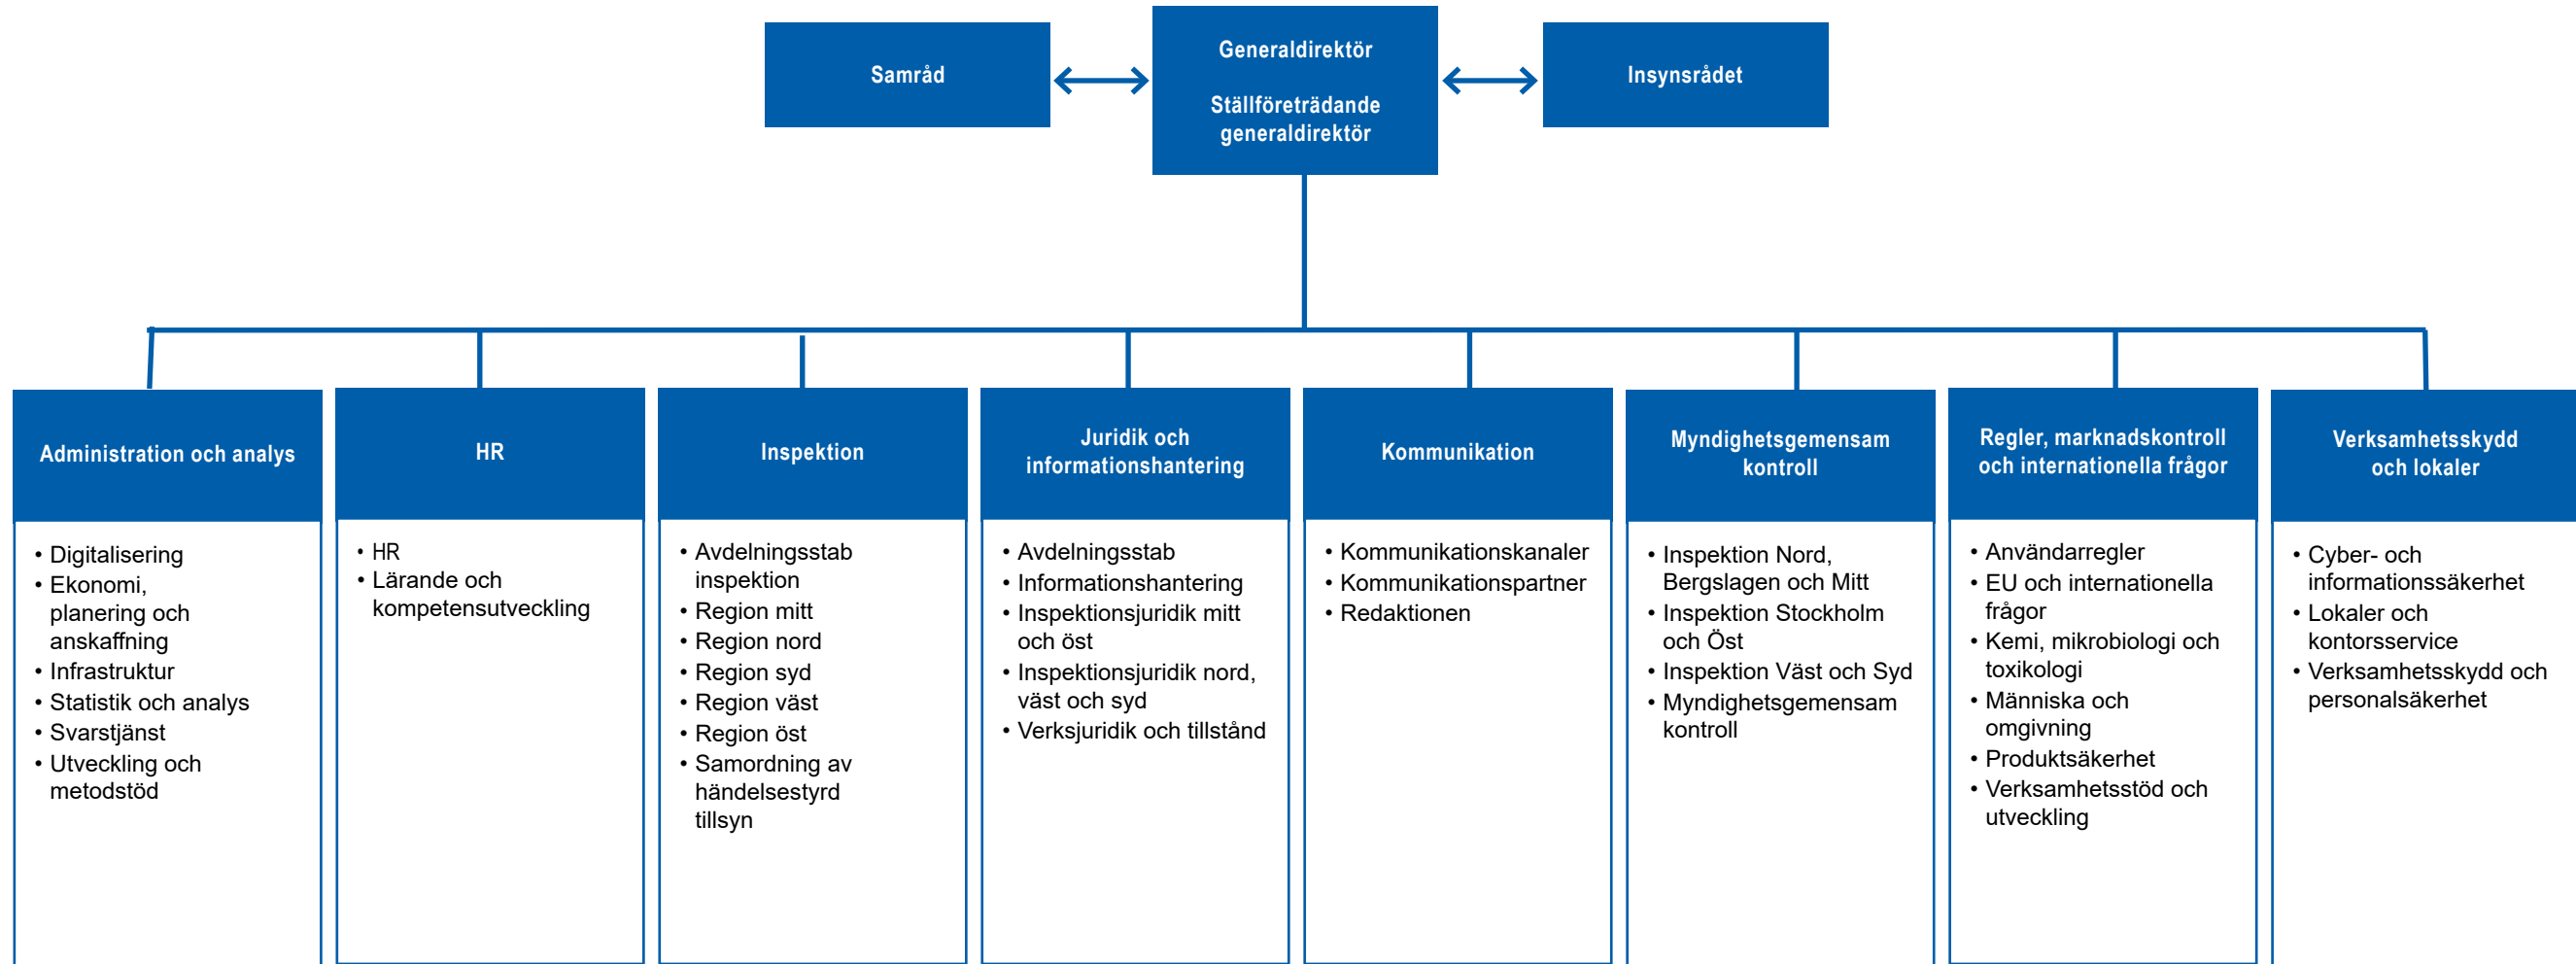 Samråd
Generaldirektör
Ställföreträdande
generaldirektör
Insynsrådet
Administration och analys
• Digitalisering
• Ekonomi,
planering och
anskaffning
• Infrastruktur
• Statistik och analys
• Svarstjänst
• Utveckling och
metodstöd
HR
• HR
• Lärande och
kompetensutveckling
Inspektion
• Avdelningsstab
inspektion
• Region mitt
• Region nord
• Region syd
• Region väst
• Region öst
• Samordning av
händelsestyrd
tillsyn
Juridik och
informationshantering
• Avdelningsstab
• Informationshantering
• Inspektionsjuridik mitt
och öst
• Inspektionsjuridik nord,
väst och syd
• Verksjuridik och tillstånd
Kommunikation
• Kommunikationskanaler
• Kommunikationspartner
• Redaktionen
Myndighetsgemensam
kontroll
• Inspektion Nord,
Bergslagen och Mitt
• Inspektion Stockholm
och Öst
• Inspektion Väst och Syd
• Myndighetsgemensam
kontroll
Regler, marknadskontroll
och internationella frågor
• Användarregler
• EU och internationella
frågor
• Kemi, mikrobiologi och
toxikologi
• Människa och
omgivning
• Produktsäkerhet
• Verksamhetsstöd och
utveckling
Verksamhetsskydd
och lokaler
• Cyber- och
informationssäkerhet
• Lokaler och
kontorsservice
• Verksamhetsskydd och
personalsäkerhet